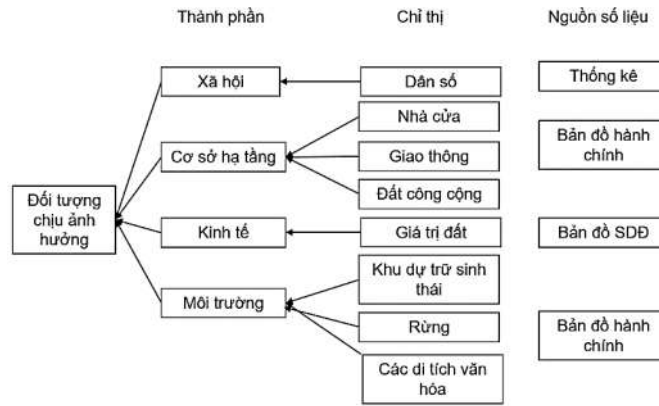 Thành phần
Chỉ thị
Nguồn số liệu
Xã hội
Dân số
Thống kê
Nhà cửa
Cơ sở hạ tầng
Giao thông
Bản đồ hành
chính
Đất công cộng
Đối tượng
chịu ảnh
hưởng
Kinh tế
Giá trị đất
Bản đồ SDĐ
Khu dự trữ sinh
thái
Môi trường
Rừng
Bản đồ hành
chính
Các di tích văn
hóa